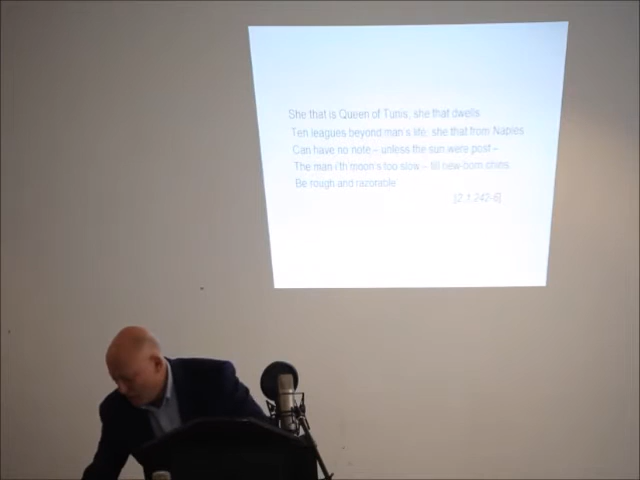 She that is Queen of Tunis; she that dwells
Ten leagues beyond man's life; she that from Naples
Can have no note – unless the sun were post –
The man i'th moon's too slow – till new-born chins
Be rough and razorable
[2.1.242-6]